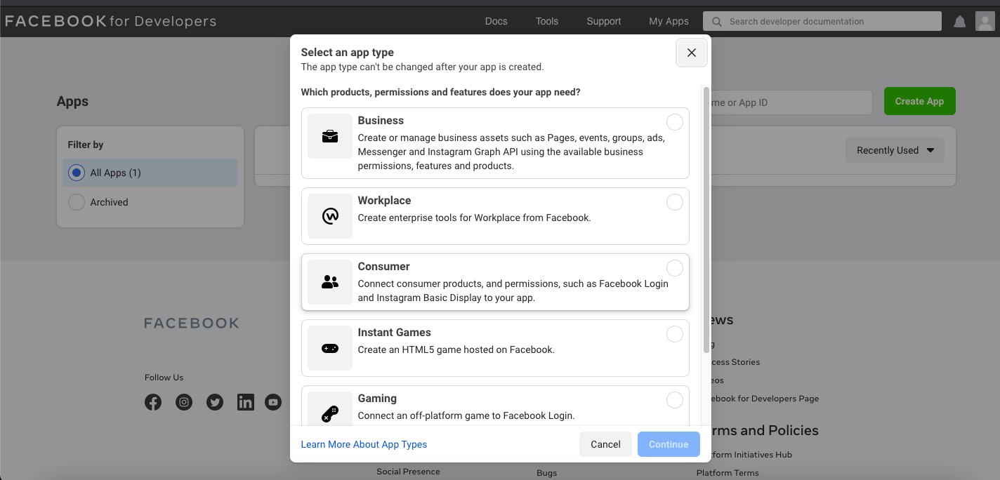 FACEBOOK for Developers
Docs
Tools
Support
My Apps
Search developer documentation
Select an app type
The app type can't be changed after your app is created.
Which products, permissions and features does your app need?
Apps
me or App ID
Create App
Filter by
All Apps (1)
Archived
Recently Used
Business
Create or manage business assets such as Pages, events, groups, ads,
Messenger and Instagram Graph API using the available business
permissions, features and products.
Workplace
Create enterprise tools for Workplace from Facebook.
Consumer
Connect consumer products, and permissions, such as Facebook Login
and Instagram Basic Display to your app.
Instant Games
Create an HTML5 game hosted on Facebook.
Gaming
Connect an off-platform game to Facebook Login.
Learn More About App Types
Cancel
Continue
FACEBOOK
Follow Us
Social Presence
Bugs
ews
g
cess Stories
eos
ebook for Developers Page
rms and Policies
tform Initiatives Hub
Platform Terms